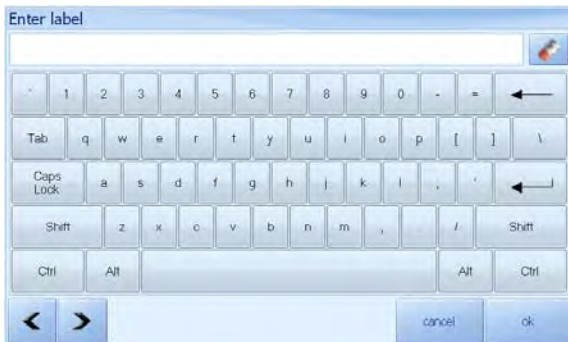 Enter label
` 1 2 3 4 5 6 7 8 9 0 - =
Tab q w e r t y u i o p [ ] \
Caps Lock a s d f g h j k l ; '
Shift z x c v b n m , . / Shift
Ctrl Alt Alt Ctrl
cancel ok